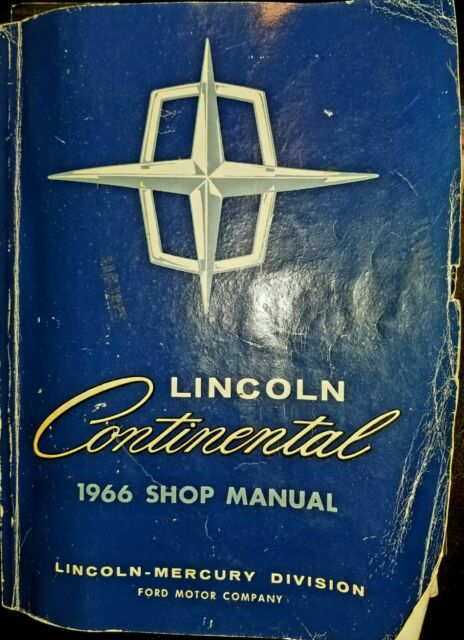 LINCOLN
Continental
1966 SHOP MANUAL
LINCOLN-MERCURY DIVISION
FORD MOTOR COMPANY